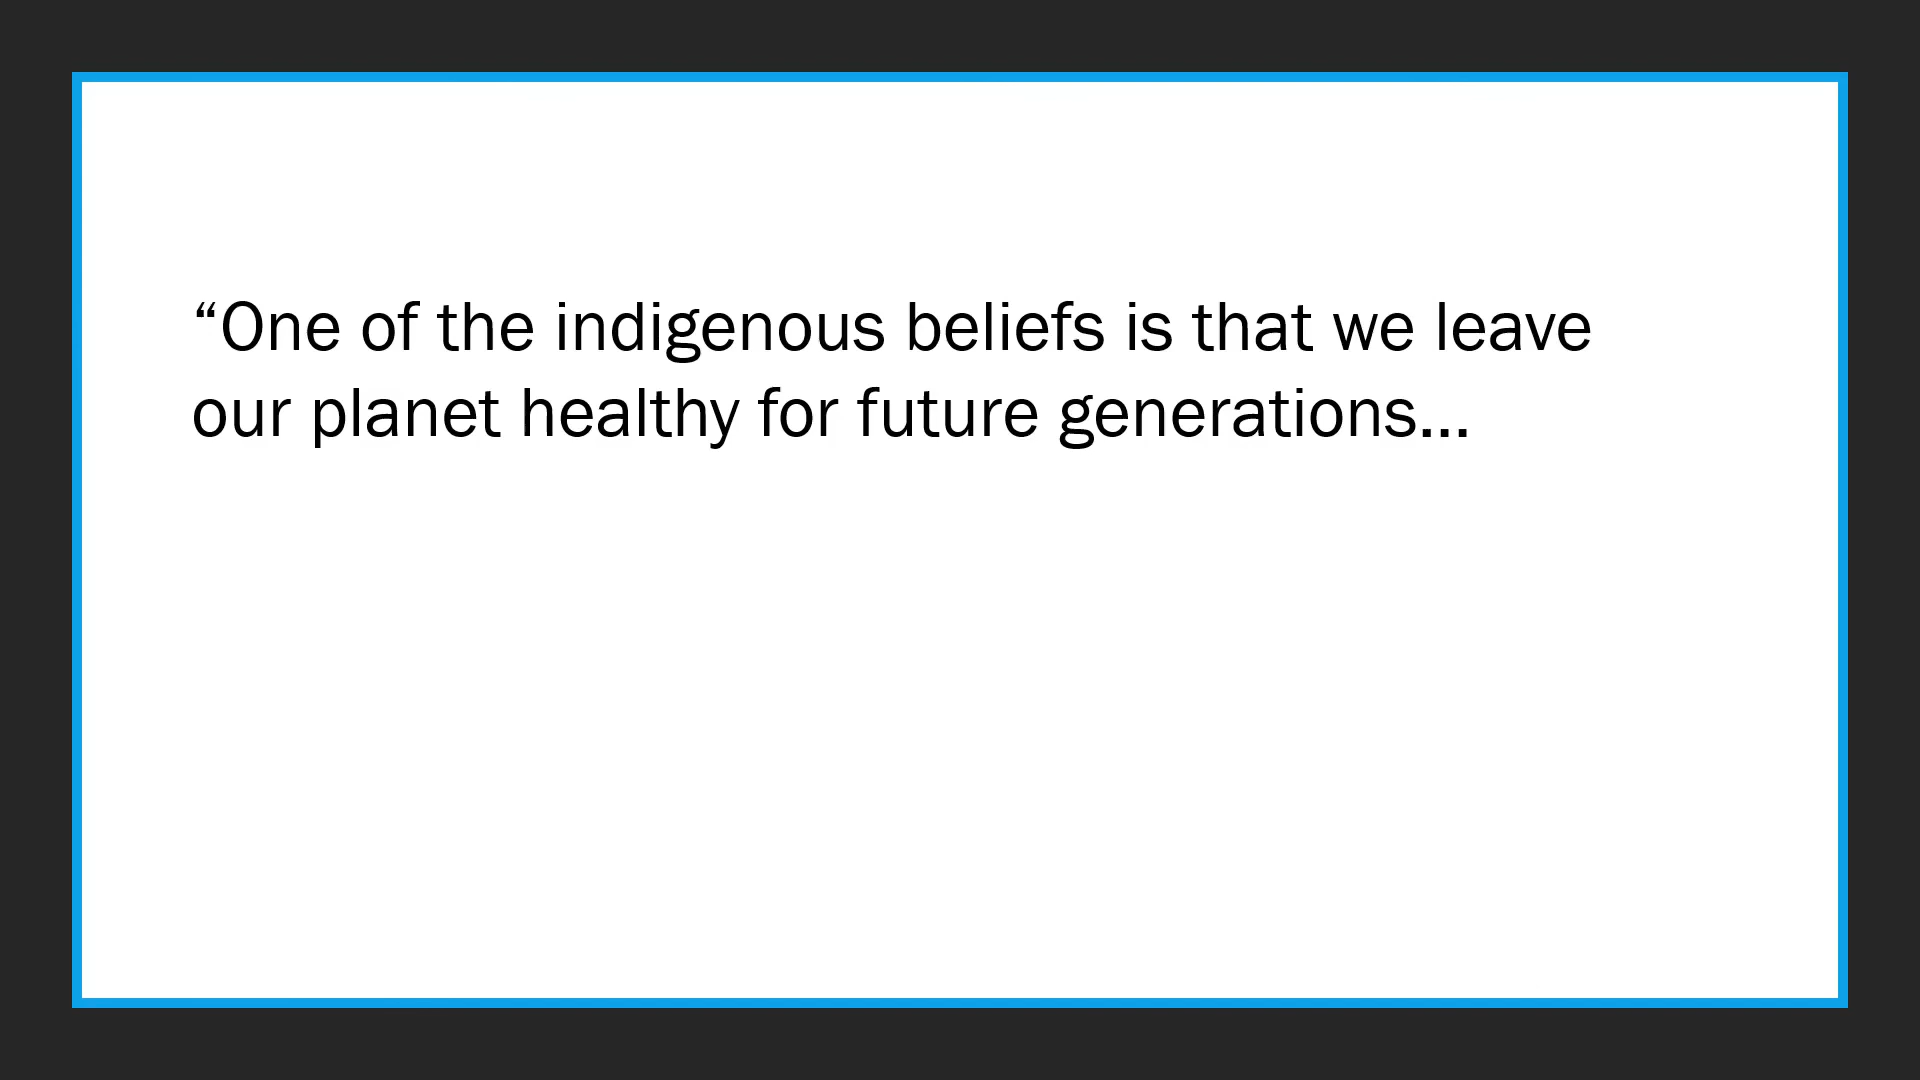 “One of the indigenous beliefs is that we leave
our planet healthy for future generations...